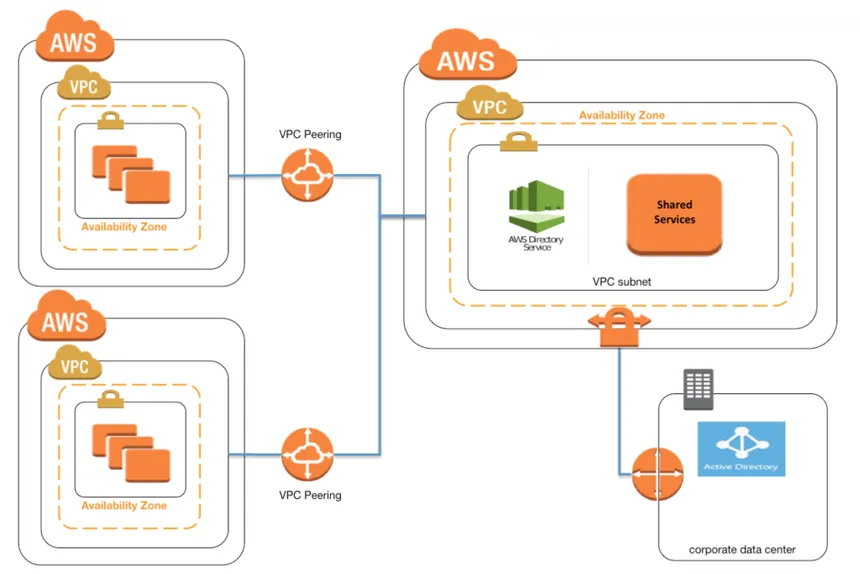 AWS
VPC
Availability Zone
VPC Peering
AWS
VPC
Availability Zone
AWS Directory
Service
Shared
Services
VPC subnet
AWS
VPC
Availability Zone
VPC Peering
Active Directory
corporate data center